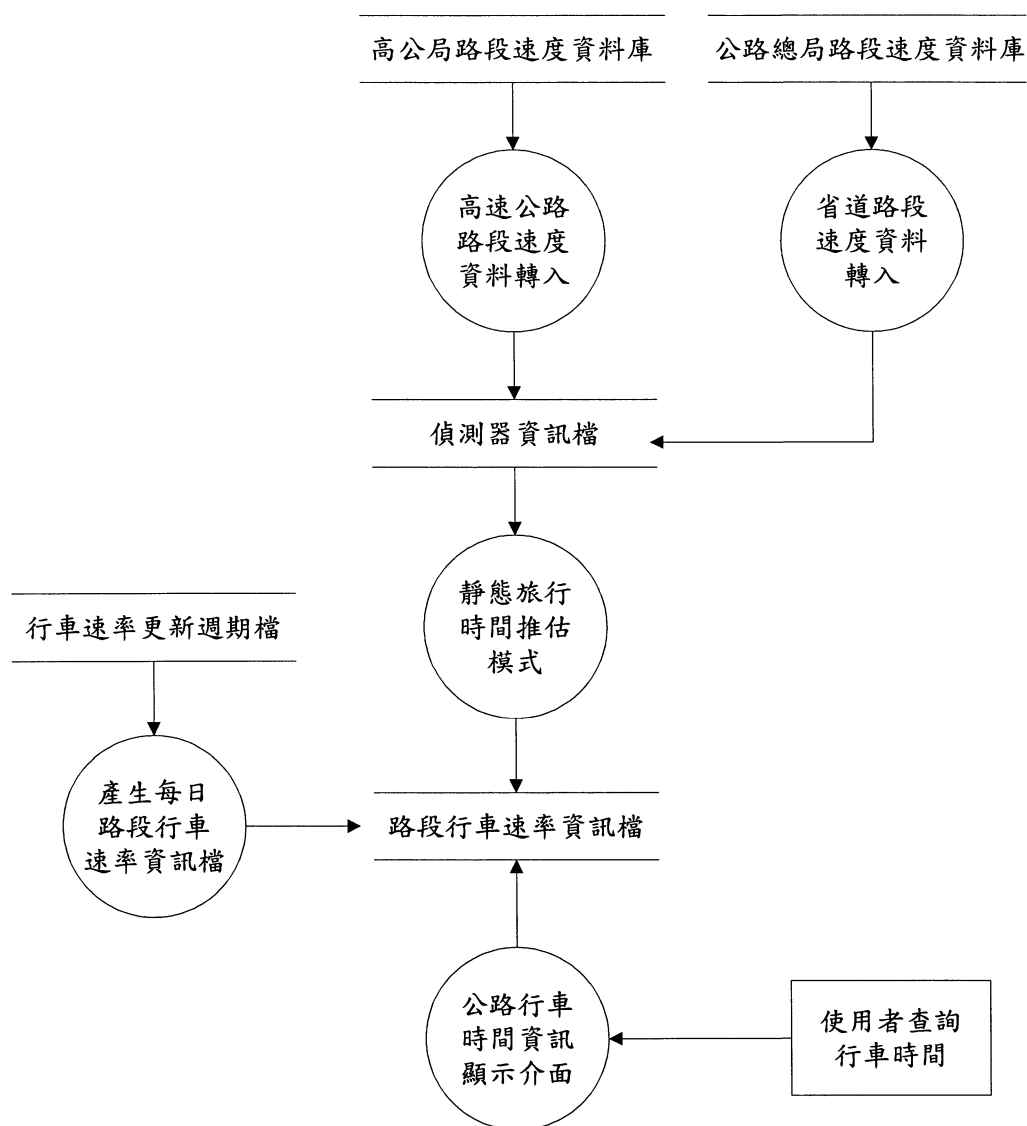 高公局路段速度資料庫
公路總局路段速度資料庫
高速公路
路段速度
資料轉入
省道路段
速度資料
轉入
偵測器資訊檔
靜態旅行
時間推估
模式
行車速率更新週期檔
產生每日
路段行車
速率資訊檔
路段行車速率資訊檔
公路行車
時間資訊
顯示介面
使用者查詢
行車時間